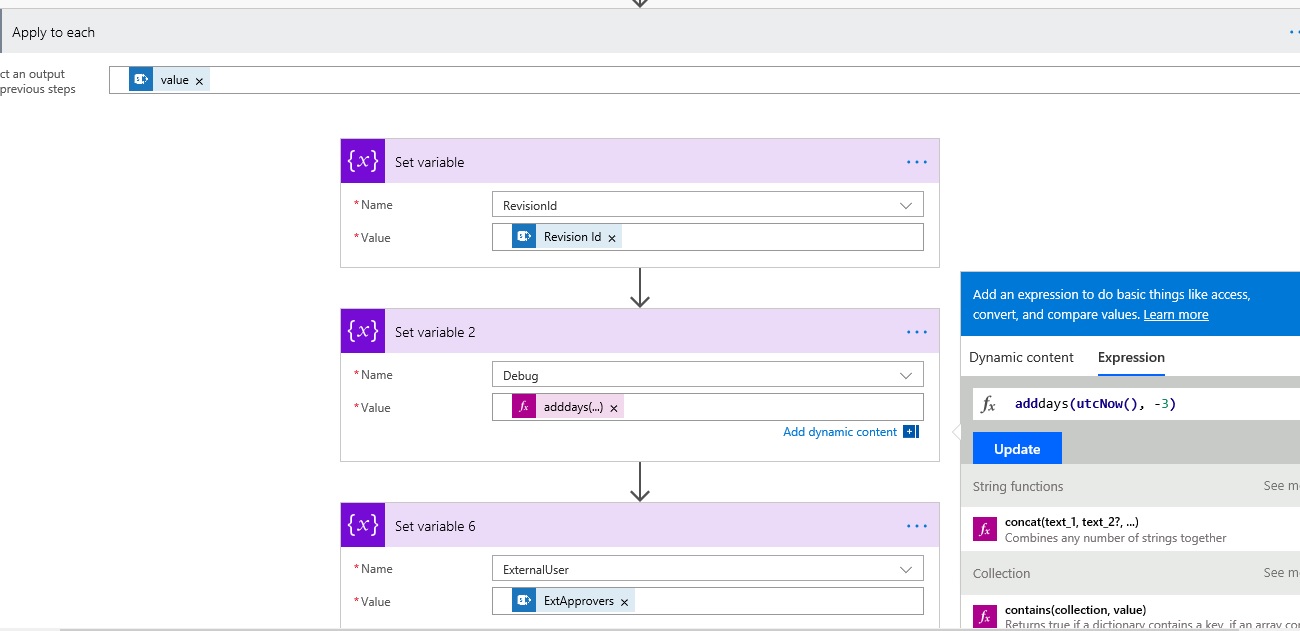 Apply to each
ct an output
previous steps
value
{x} Set variable
* Name RevisionId
* Value Revision Id
{x} Set variable 2
* Name Debug
* Value fx adddays(...)
Add dynamic content
{x} Set variable 6
* Name ExternalUser
* Value ExtApprovers
Add an expression to do basic things like access,
convert, and compare values. Learn more
Dynamic content Expression
fx adddays(utcNow(), -3)
Update
String functions See m
fx concat(text_1, text_2?, ...)
Combines any number of strings together
Collection See m
fx contains(collection, value)
Returns true if a dictionary contains a key, if an array co